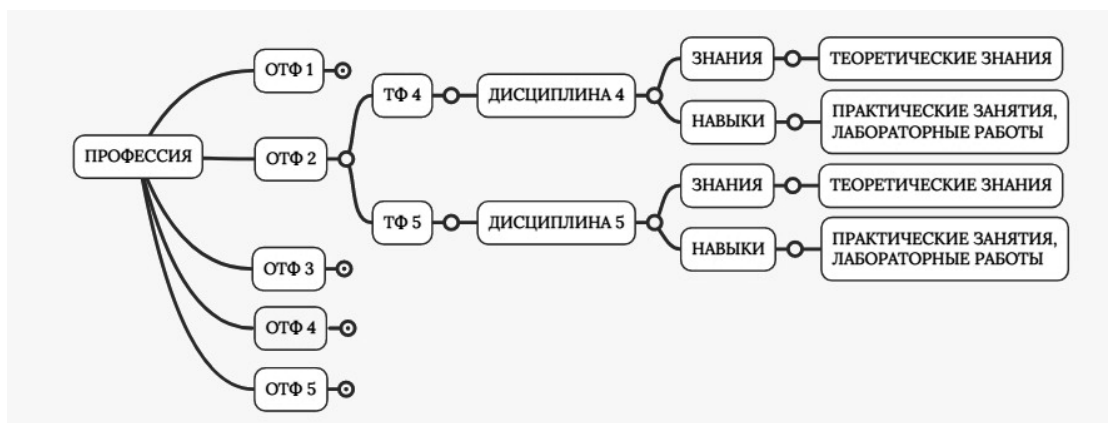 ПРОФЕССИЯ
ОТФ 1
ОТФ 2
ТФ 4
ДИСЦИПЛИНА 4
ЗНАНИЯ
ТЕОРЕТИЧЕСКИЕ ЗНАНИЯ
НАВЫКИ
ПРАКТИЧЕСКИЕ ЗАНЯТИЯ,
ЛАБОРАТОРНЫЕ РАБОТЫ
ТФ 5
ДИСЦИПЛИНА 5
ЗНАНИЯ
ТЕОРЕТИЧЕСКИЕ ЗНАНИЯ
НАВЫКИ
ПРАКТИЧЕСКИЕ ЗАНЯТИЯ,
ЛАБОРАТОРНЫЕ РАБОТЫ
ОТФ 3
ОТФ 4
ОТФ 5